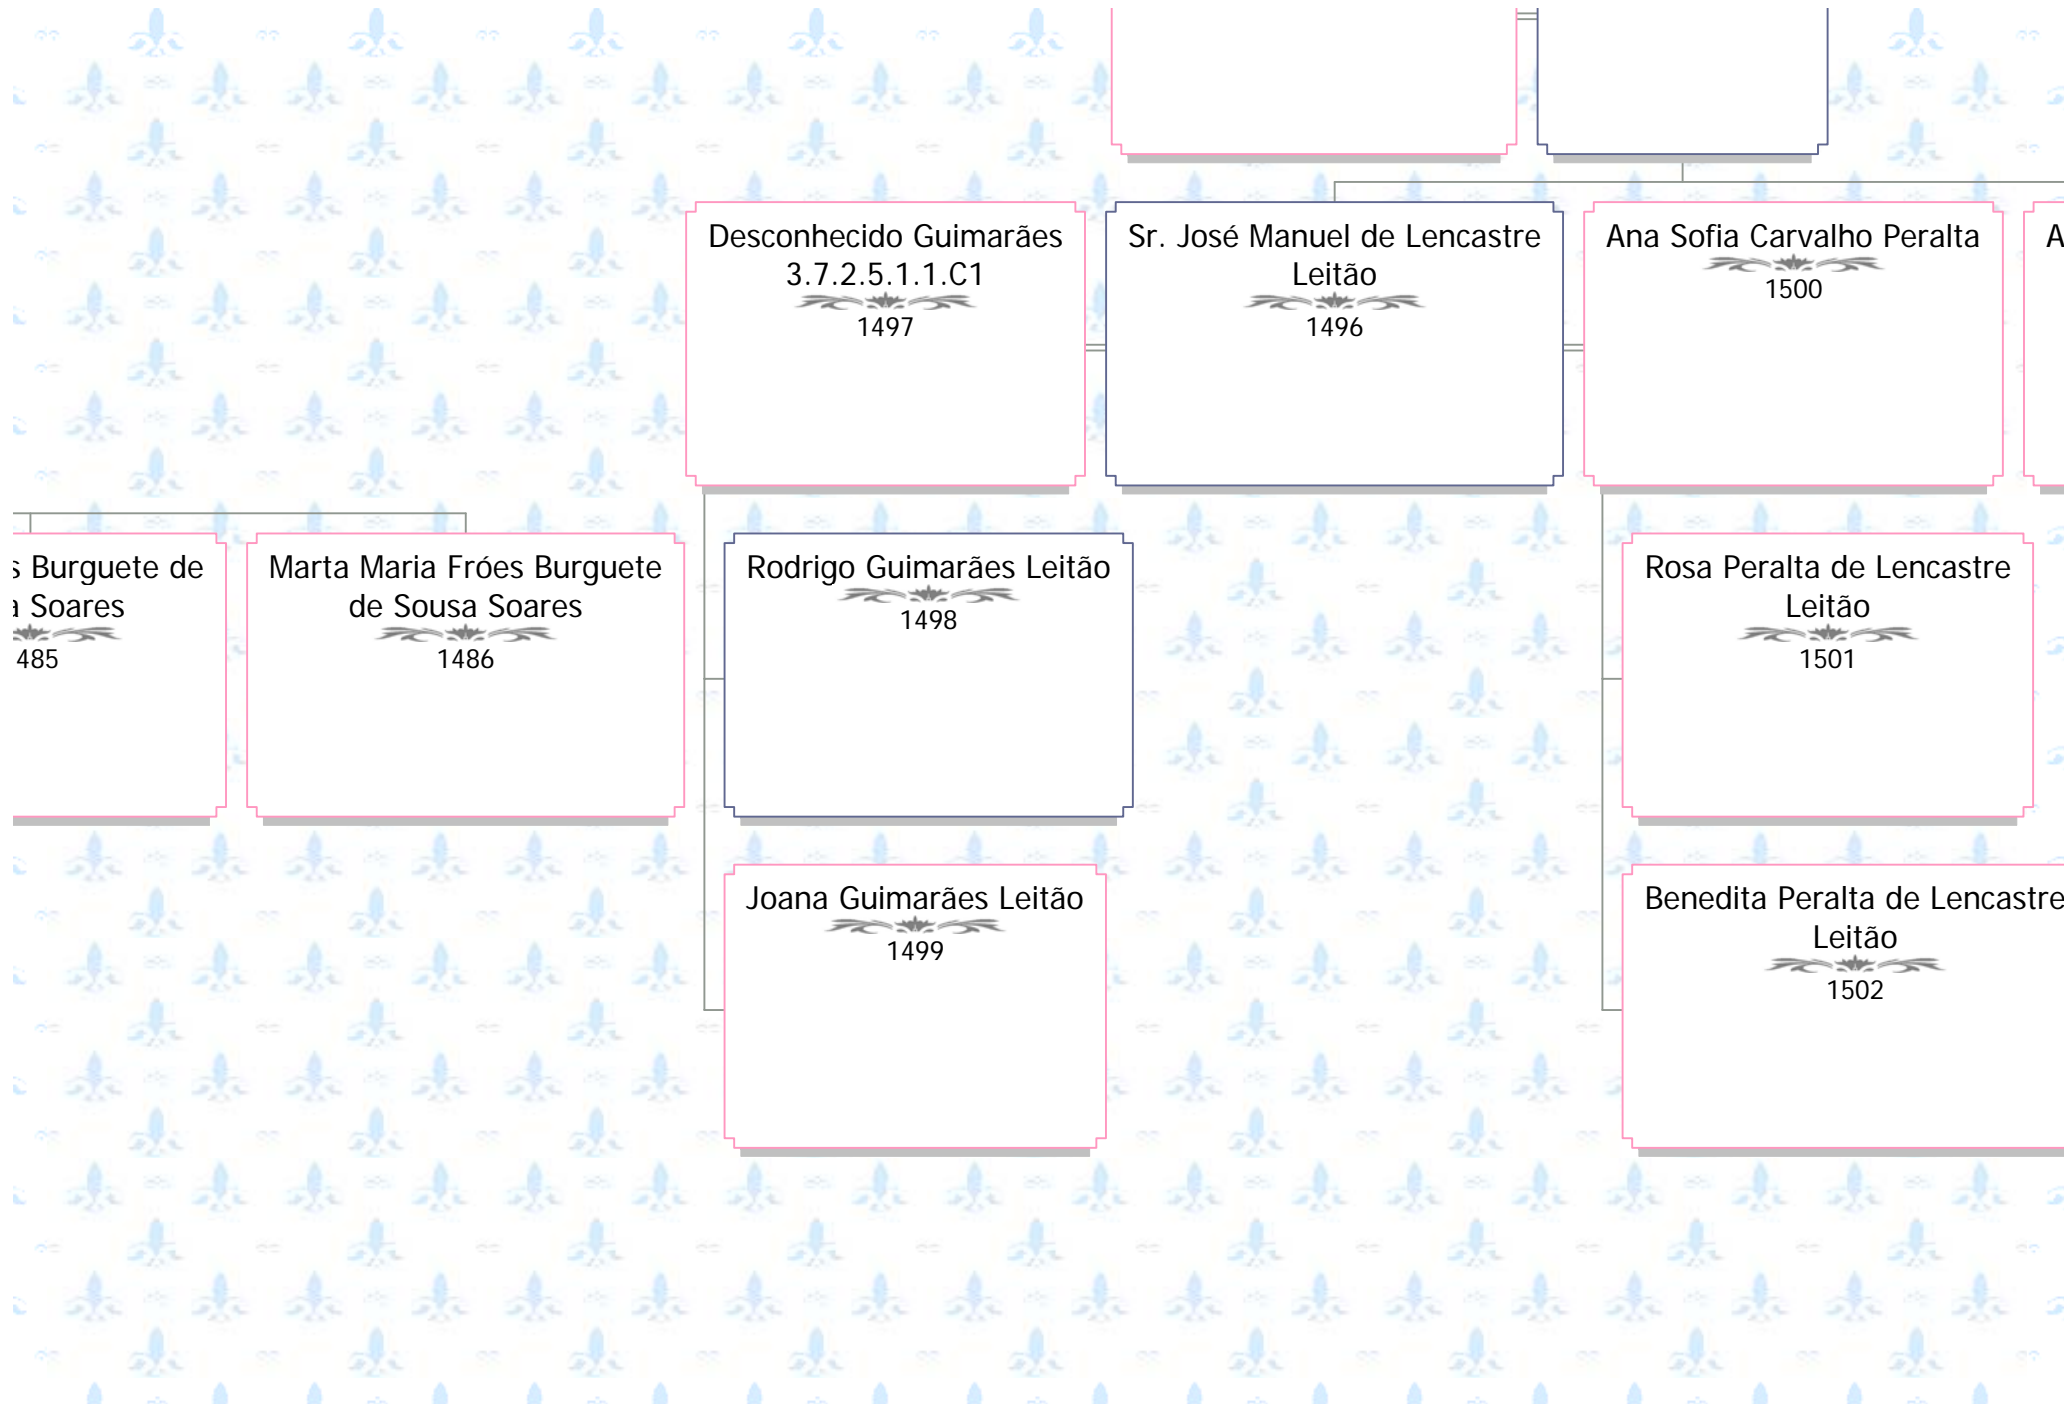 Desconhecido Guimarães
3.7.2.5.1.1.C1
1497
Sr. José Manuel de Lencastre
Leitão
1496
Ana Sofia Carvalho Peralta
1500
A
s Burguete de
Soares
485
Marta Maria Fróes Burguete
de Sousa Soares
1486
Rodrigo Guimarães Leitão
1498
Rosa Peralta de Lencastre
Leitão
1501
Joana Guimarães Leitão
1499
Benedita Peralta de Lencastre
Leitão
1502